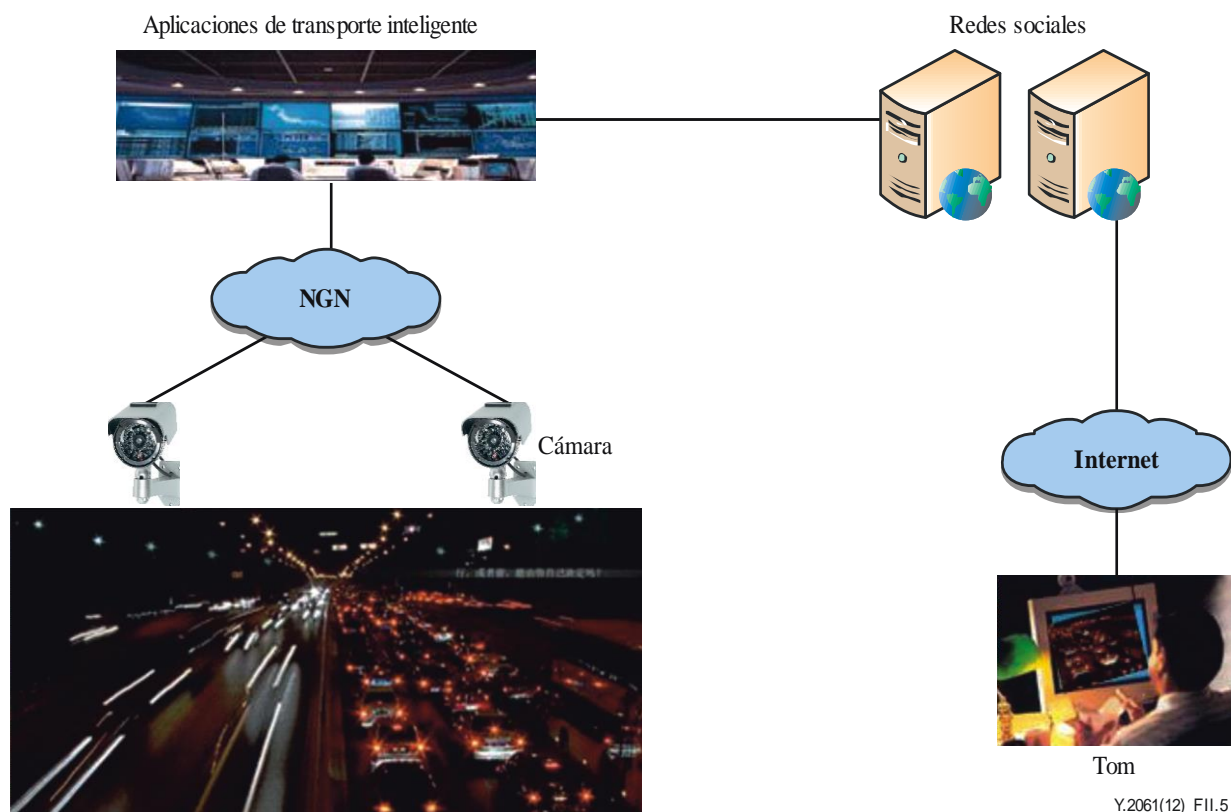 Aplicaciones de transporte inteligente
Redes sociales
NGN
Cámara
Internet
Tom
Y.2061(12)_FII.5